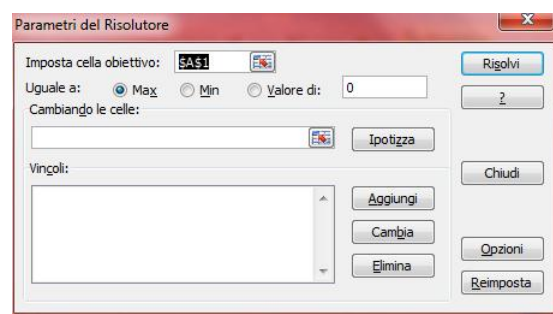 Parametri del Risolutore
Imposta cella obiettivo: $A$1
Uguale a: Max Min Valore di: 0
Cambiando le celle:
Ipotizza
Vincoli:
Aggiungi
Cambia
Elimina
Risolvi
?
Chiudi
Opzioni
Reimposta